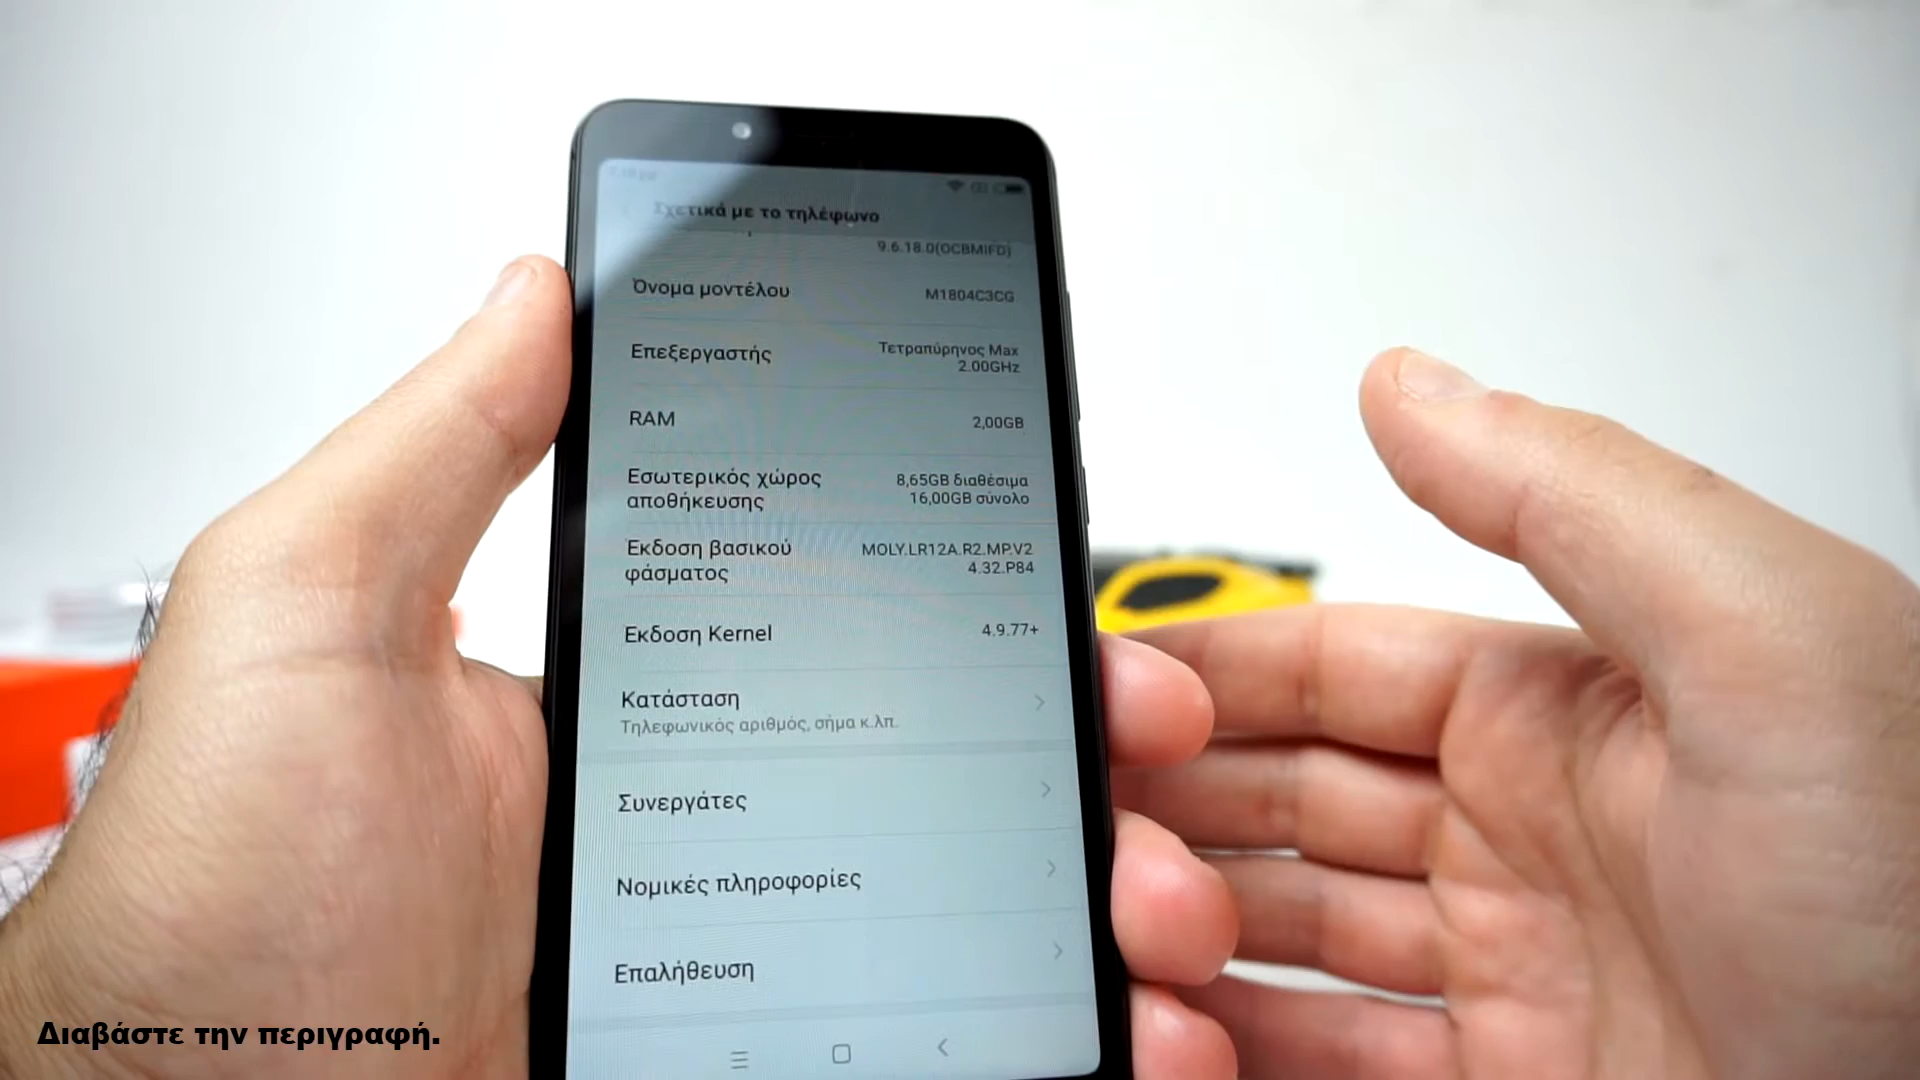 Σχετικά με το τηλέφωνο
9.6.18.0(OCBMIFD)
Όνομα μοντέλου
M1804C3CG
Επεξεργαστής
Τετραπύρηνος Max
2.00GHz
RAM
2,00GB
Εσωτερικός χώρος
αποθήκευσης
8,65GB διαθέσιμα
16,00GB σύνολο
Εκδοση βασικού
φάσματος
MOLY.LR12A.R2.MP.V2
4.32.P84
Εκδοση Kernel
4.9.77+
Κατάσταση
Τηλεφωνικός αριθμός, σήμα κ.λπ.
Συνεργάτες
Νομικές πληροφορίες
Επαλήθευση
Διαβάστε την περιγραφή.